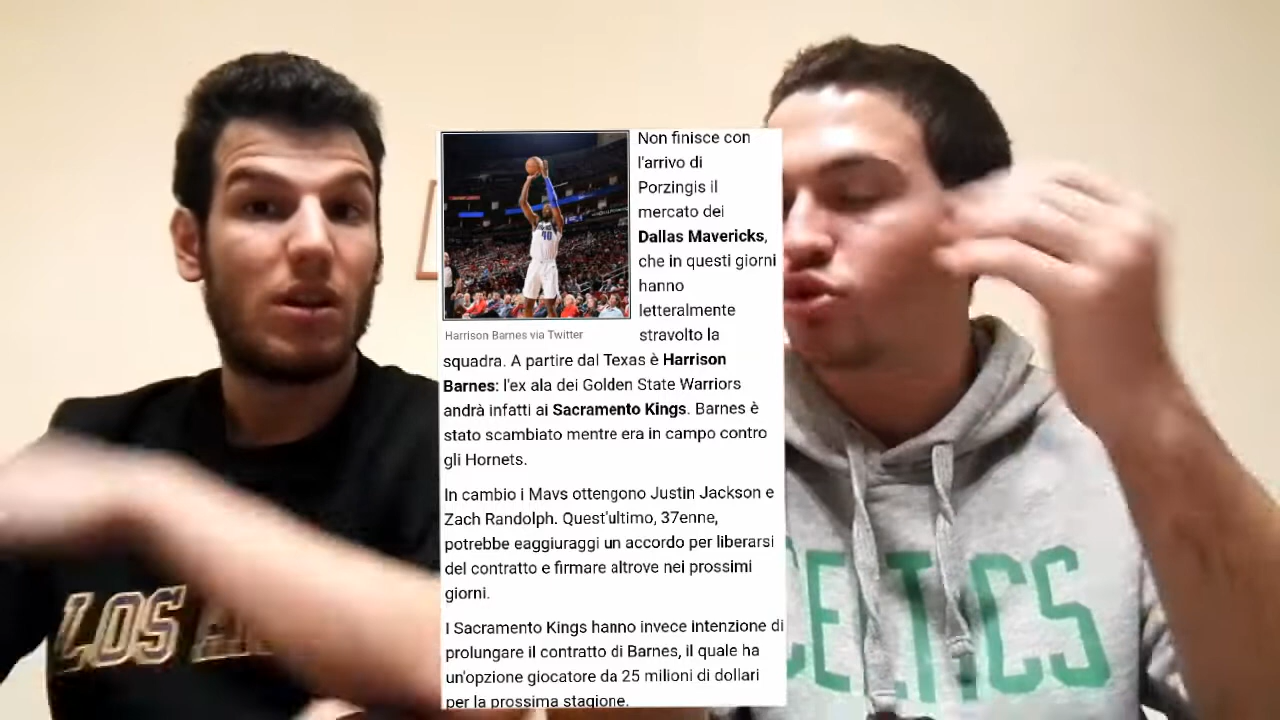 Non finisce con
l'arrivo di
Porzingis il
mercato dei
Dallas Mavericks,
che in questi giorni
hanno
letteralmente
stravolto la
Harrison Barnes via Twitter
squadra. A partire dal Texas è Harrison
Barnes: l'ex ala dei Golden State Warriors
andrà infatti ai Sacramento Kings. Barnes è
stato scambiato mentre era in campo contro
gli Hornets.
In cambio i Mavs ottengono Justin Jackson e
Zach Randolph. Quest'ultimo, 37enne,
potrebbe eaggiuraggi un accordo per liberarsi
del contratto e firmare altrove nei prossimi
giorni.
I Sacramento Kings hanno invece intenzione di
prolungare il contratto di Barnes, il quale ha
un'opzione giocatore da 25 milioni di dollari
per la prossima stagione.
40
LOS
CELTICS